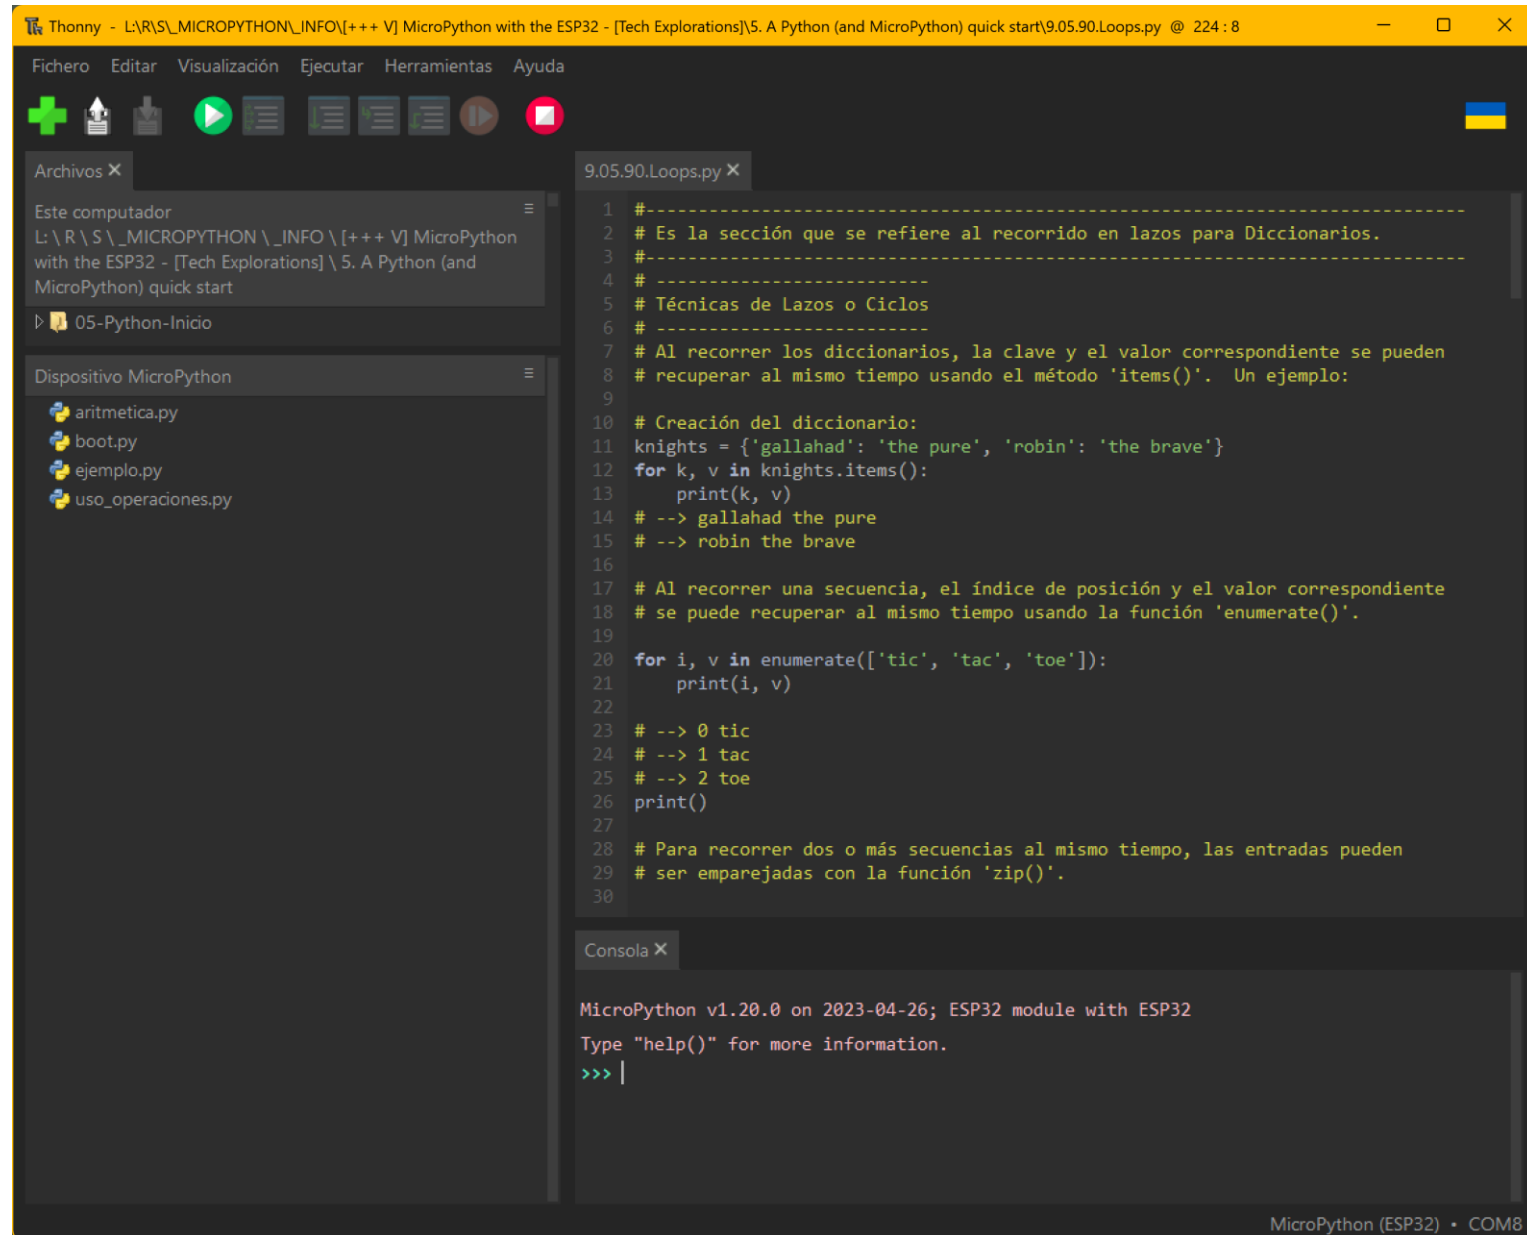 Thonny - L:\R\S\_MICROPYTHON\_INFO\[+++ V] MicroPython with the ESP32 - [Tech Explorations]\5. A Python (and MicroPython) quick start\9.05.90.Loops.py @ 224 : 8
Fichero Editar Visualización Ejecutar Herramientas Ayuda
Archivos
Este computador
L: \ R \ S \ _MICROPYTHON \ _INFO \ [+++ V] MicroPython
with the ESP32 - [Tech Explorations] \ 5. A Python (and
MicroPython) quick start
05-Python-Inicio
Dispositivo MicroPython
aritmetica.py
boot.py
ejemplo.py
uso_operaciones.py
9.05.90.Loops.py
1 #------------------------------------------------------------------------------
2 # Es la sección que se refiere al recorrido en lazos para Diccionarios.
3 #------------------------------------------------------------------------------
4 # --------------------------
5 # Técnicas de Lazos o Ciclos
6 # --------------------------
7 # Al recorrer los diccionarios, la clave y el valor correspondiente se pueden
8 # recuperar al mismo tiempo usando el método 'items()'.  Un ejemplo:
9
10 # Creación del diccionario:
11 knights = {'gallahad': 'the pure', 'robin': 'the brave'}
12 for k, v in knights.items():
13     print(k, v)
14 # --> gallahad the pure
15 # --> robin the brave
16
17 # Al recorrer una secuencia, el índice de posición y el valor correspondiente
18 # se puede recuperar al mismo tiempo usando la función 'enumerate()'.
19
20 for i, v in enumerate(['tic', 'tac', 'toe']):
21     print(i, v)
22
23 # --> 0 tic
24 # --> 1 tac
25 # --> 2 toe
26 print()
27
28 # Para recorrer dos o más secuencias al mismo tiempo, las entradas pueden
29 # ser emparejadas con la función 'zip()'.
30
Consola
MicroPython v1.20.0 on 2023-04-26; ESP32 module with ESP32
Type "help()" for more information.
>>>
MicroPython (ESP32) • COM8